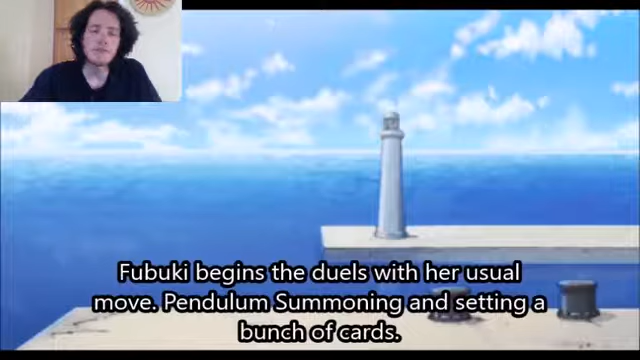 Fubuki begins the duels with her usual
move. Pendulum Summoning and setting a
bunch of cards.